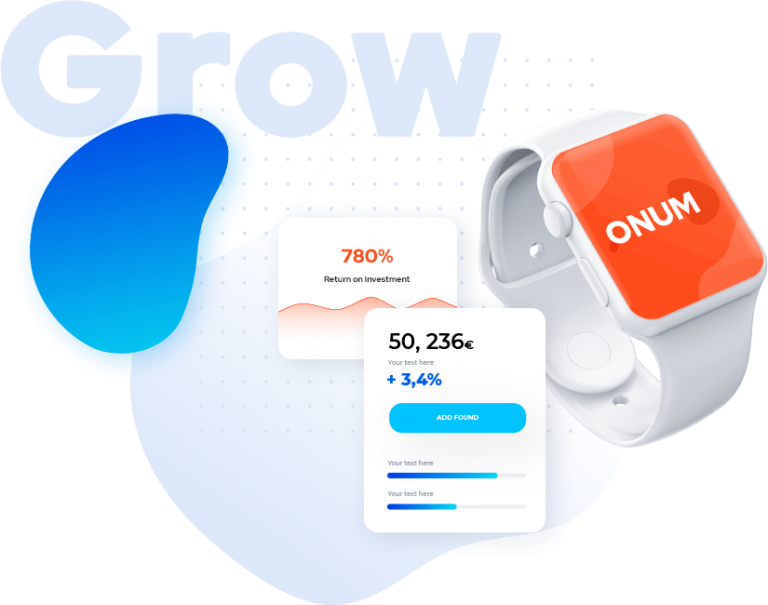 Grow
ONUM
780%
Return on Investment
50, 236€
Your text here
+ 3,4%
ADD FOUND
Your text here
Your text here